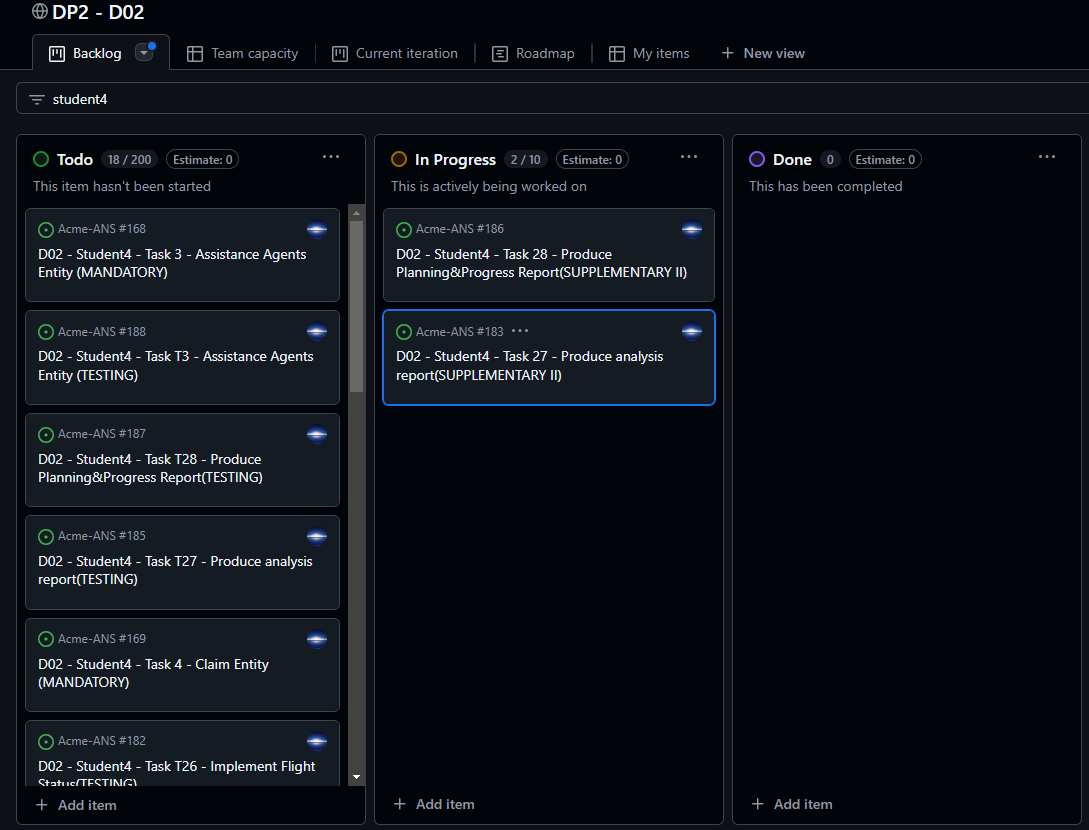 DP2 - D02
Backlog
Team capacity
Current iteration
Roadmap
My items
New view
student4
Todo 18 / 200 Estimate: 0
This item hasn't been started
Acme-ANS #168
D02 - Student4 - Task 3 - Assistance Agents
Entity (MANDATORY)
Acme-ANS #188
D02 - Student4 - Task T3 - Assistance Agents
Entity (TESTING)
Acme-ANS #187
D02 - Student4 - Task T28 - Produce
Planning&Progress Report(TESTING)
Acme-ANS #185
D02 - Student4 - Task T27 - Produce analysis
report(TESTING)
Acme-ANS #169
D02 - Student4 - Task 4 - Claim Entity
(MANDATORY)
Acme-ANS #182
D02 - Student4 - Task T26 - Implement Flight
Status(TESTING)
Add item
In Progress 2 / 10 Estimate: 0
This is actively being worked on
Acme-ANS #186
D02 - Student4 - Task 28 - Produce
Planning&Progress Report(SUPPLEMENTARY II)
Acme-ANS #183
D02 - Student4 - Task 27 - Produce analysis
report(SUPPLEMENTARY II)
Add item
Done 0 Estimate: 0
This has been completed
Add item